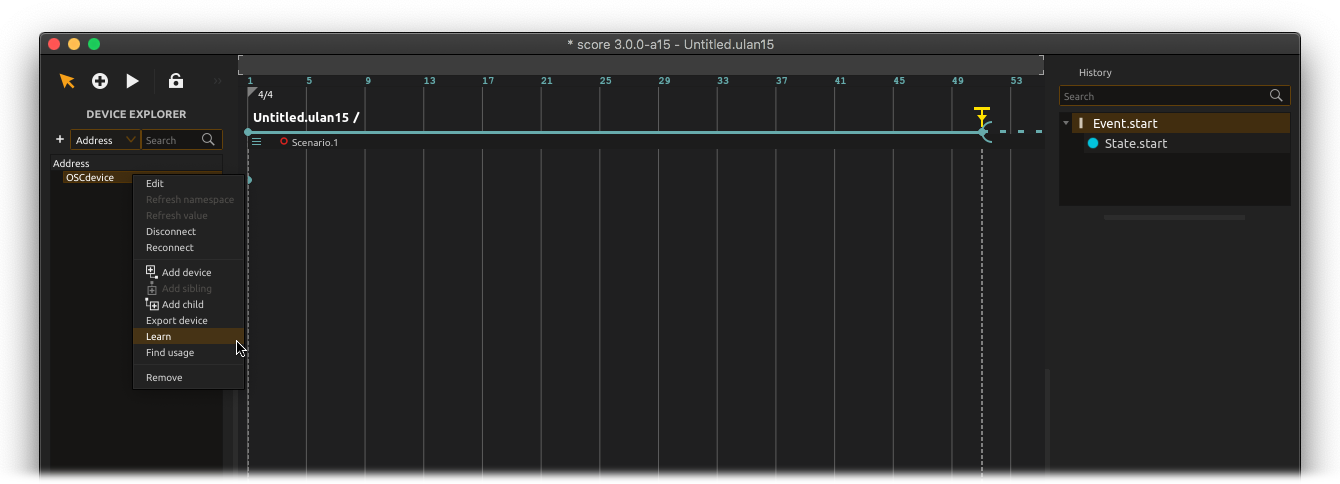 * score 3.0.0-a15 - Untitled.ulan15
DEVICE EXPLORER
+ Address Search
Address
OSCdevice
Edit
Refresh namespace
Refresh value
Disconnect
Reconnect
Add device
Add sibling
Add child
Export device
Learn
Find usage
Remove
1 5 9 13 17 21 25 29 33 37 41 45 49 53
4/4
Untitled.ulan15 /
Scenario.1
History
Search
Event.start
State.start